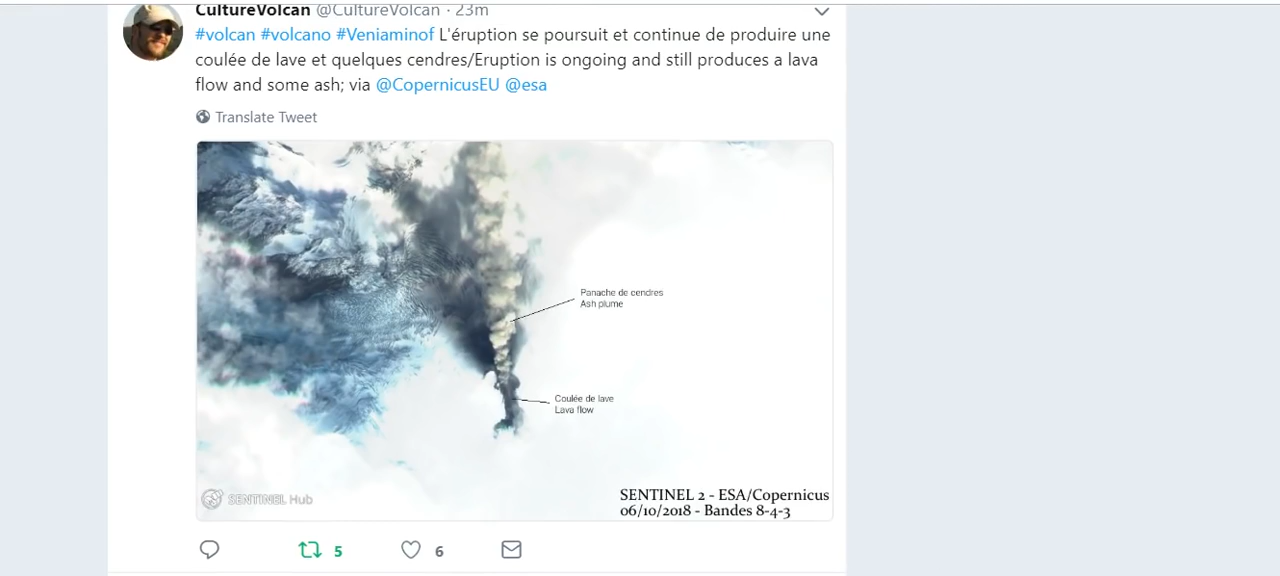 CultureVolcan @CultureVolcan · 23m
#volcan #volcano #Veniaminof L'éruption se poursuit et continue de produire une
coulée de lave et quelques cendres/Eruption is ongoing and still produces a lava
flow and some ash; via @CopernicusEU @esa
Translate Tweet
Panache de cendres
Ash plume
Coulée de lave
Lava flow
SENTINEL Hub
SENTINEL 2 - ESA/Copernicus
06/10/2018 - Bandes 8-4-3
5
6